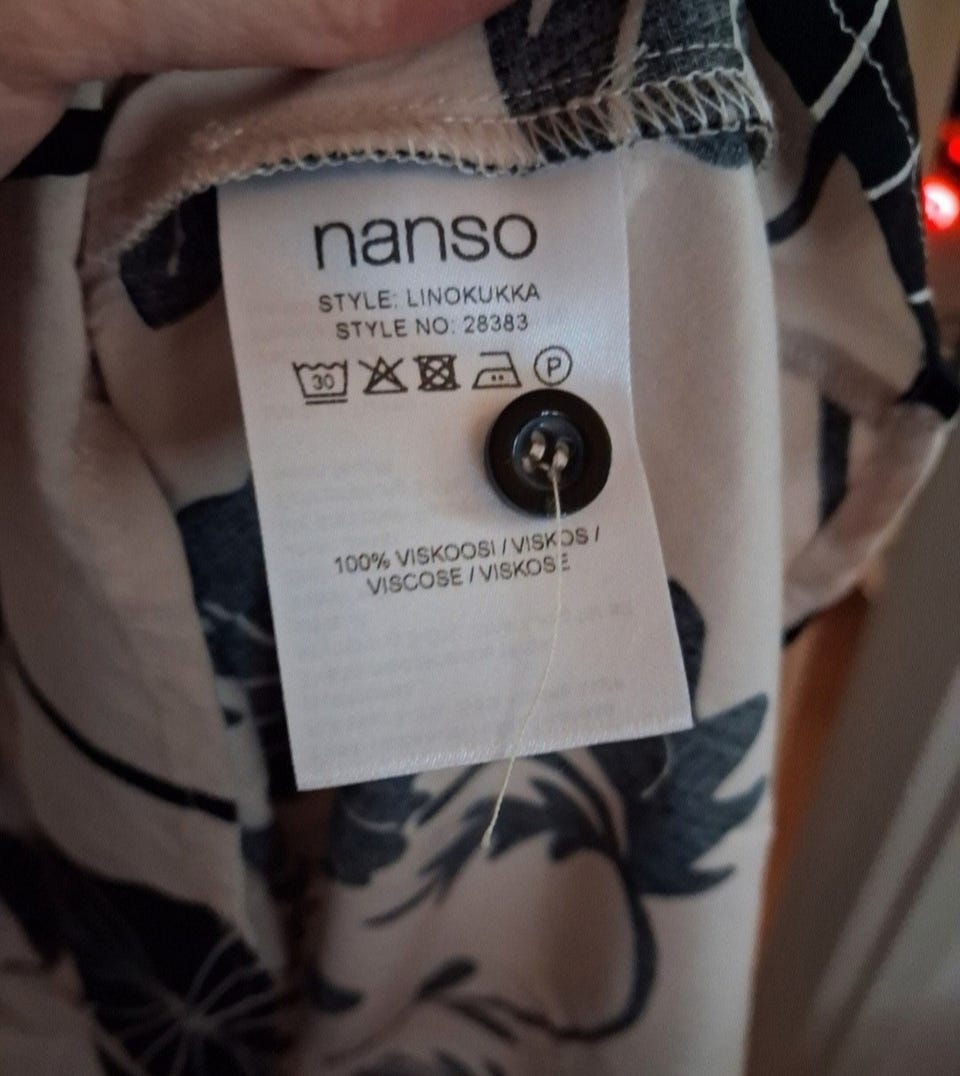 nanso
STYLE: LINOKUKKA
STYLE NO: 28383
30 P
100% VISKOOSI / VISKOS /
VISCOSE / VISKOSE